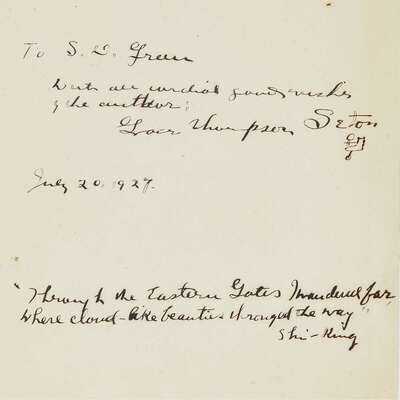 To S. V. Green
With all cordial good wishes
of the author:
Grace Thompson Seton
July 20, 1927.
"Through the Eastern Gates I wandered far,
Where cloud-like beauties thronged the way"
Shi-King